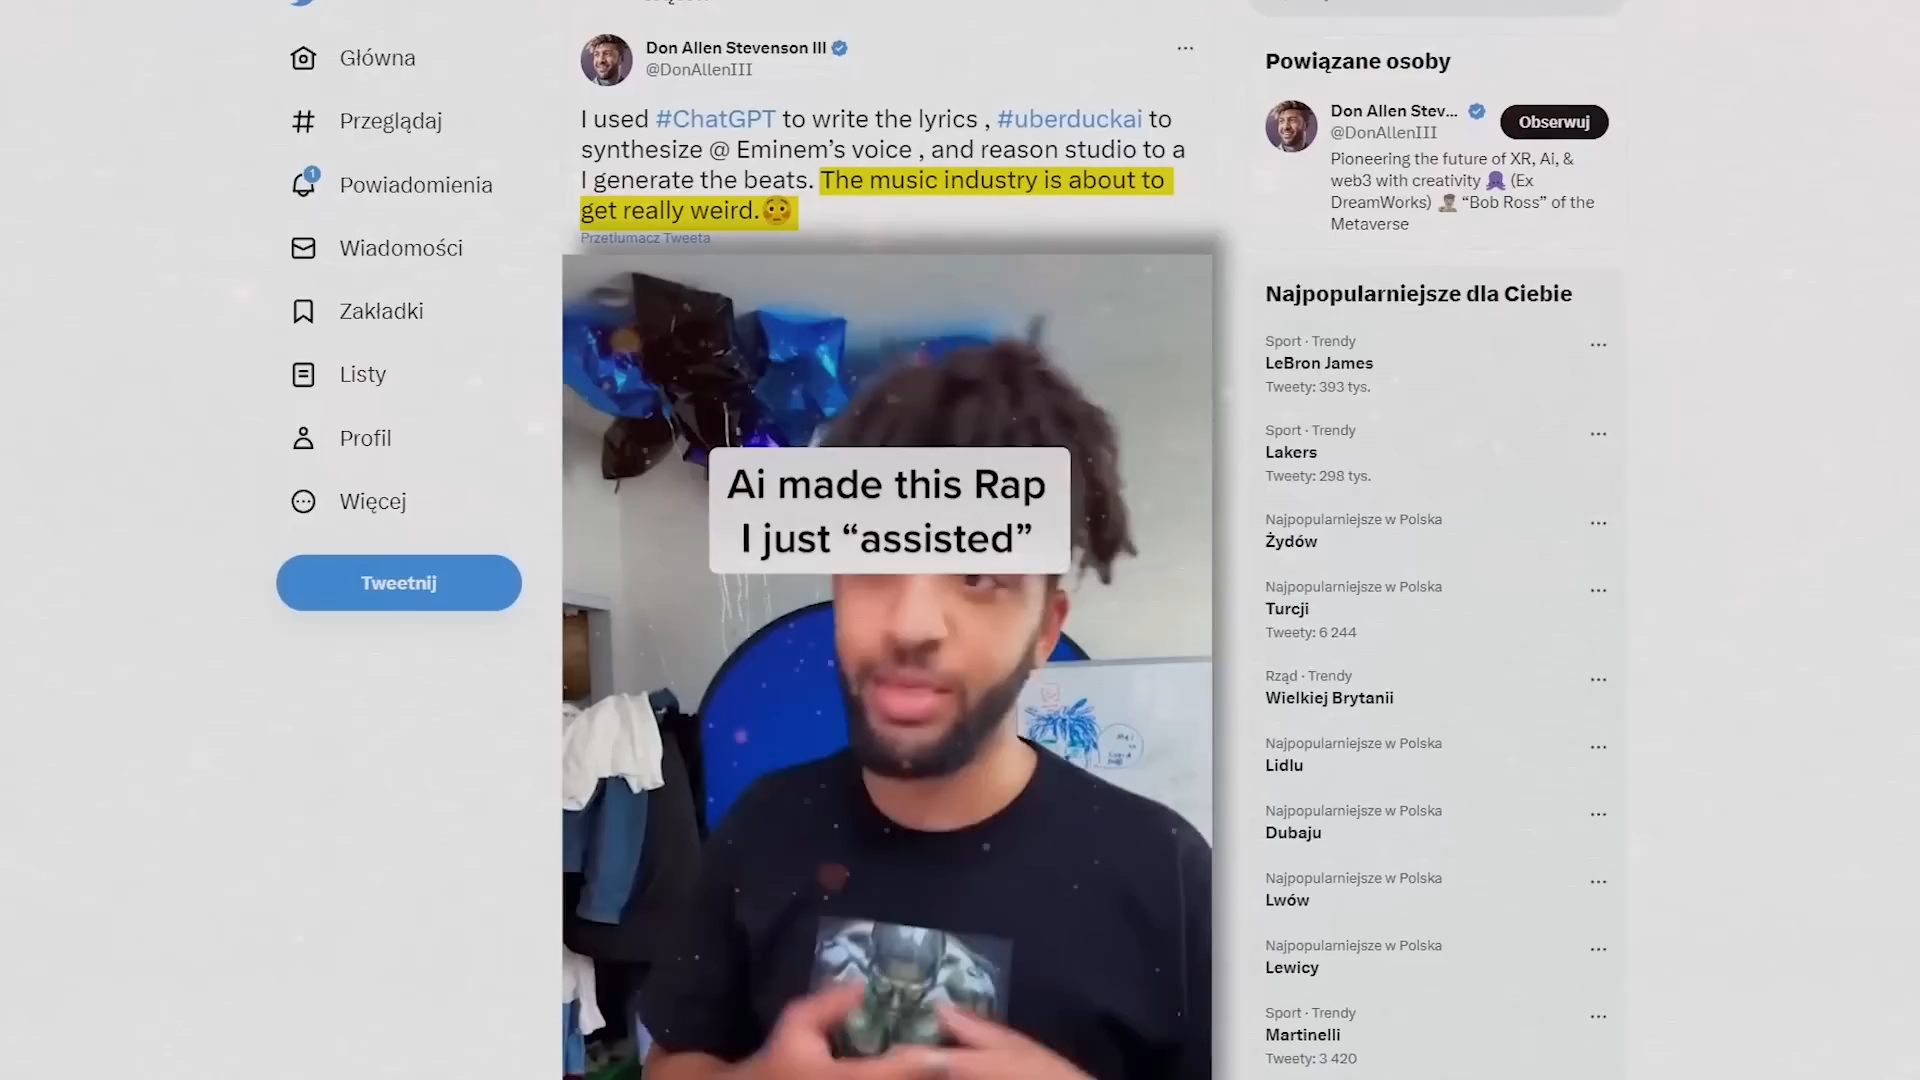 Główna
Przeglądaj
1
Powiadomienia
Wiadomości
Zakładki
Listy
Profil
Więcej
Tweetnij
Don Allen Stevenson III
@DonAllenIII
I used #ChatGPT to write the lyrics , #uberduckai to
synthesize @ Eminem’s voice , and reason studio to a
I generate the beats. The music industry is about to
get really weird.😳
Przetłumacz Tweeta
Ai made this Rap
I just “assisted”
Powiązane osoby
Don Allen Stev...
@DonAllenIII
Obserwuj
Pioneering the future of XR, Ai, &
web3 with creativity (Ex
DreamWorks) “Bob Ross” of the
Metaverse
Najpopularniejsze dla Ciebie
Sport · Trendy
LeBron James
Tweety: 393 tys.
Sport · Trendy
Lakers
Tweety: 298 tys.
Najpopularniejsze w Polska
Żydów
Najpopularniejsze w Polska
Turcji
Tweety: 6 244
Rząd · Trendy
Wielkiej Brytanii
Najpopularniejsze w Polska
Lidlu
Najpopularniejsze w Polska
Dubaju
Najpopularniejsze w Polska
Lwów
Najpopularniejsze w Polska
Lewicy
Sport · Trendy
Martinelli
Tweety: 3 420